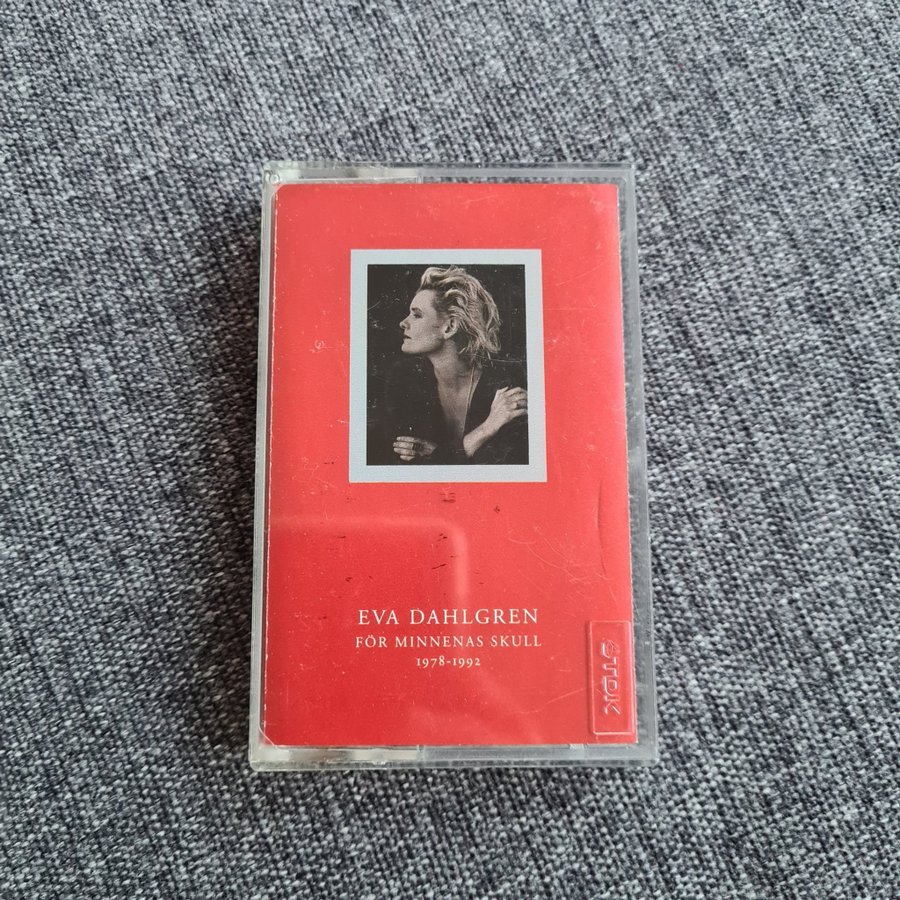 EVA DAHLGREN
FÖR MINNENAS SKULL
1978-1992
TDK